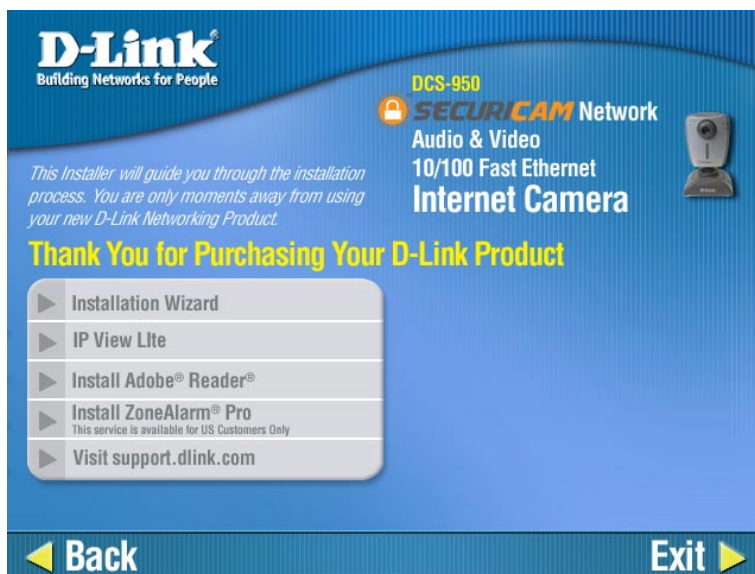 D-Link
Building Networks for People
DCS-950
SECURICAM™ Network
Audio & Video
10/100 Fast Ethernet
Internet Camera
This Installer will guide you through the installation
process. You are only moments away from using
your new D-Link Networking Product.
Thank You for Purchasing Your D-Link Product
Installation Wizard
IP View LIte
Install Adobe® Reader®
Install ZoneAlarm® Pro
This service is available for US Customers Only
Visit support.dlink.com
Back
Exit